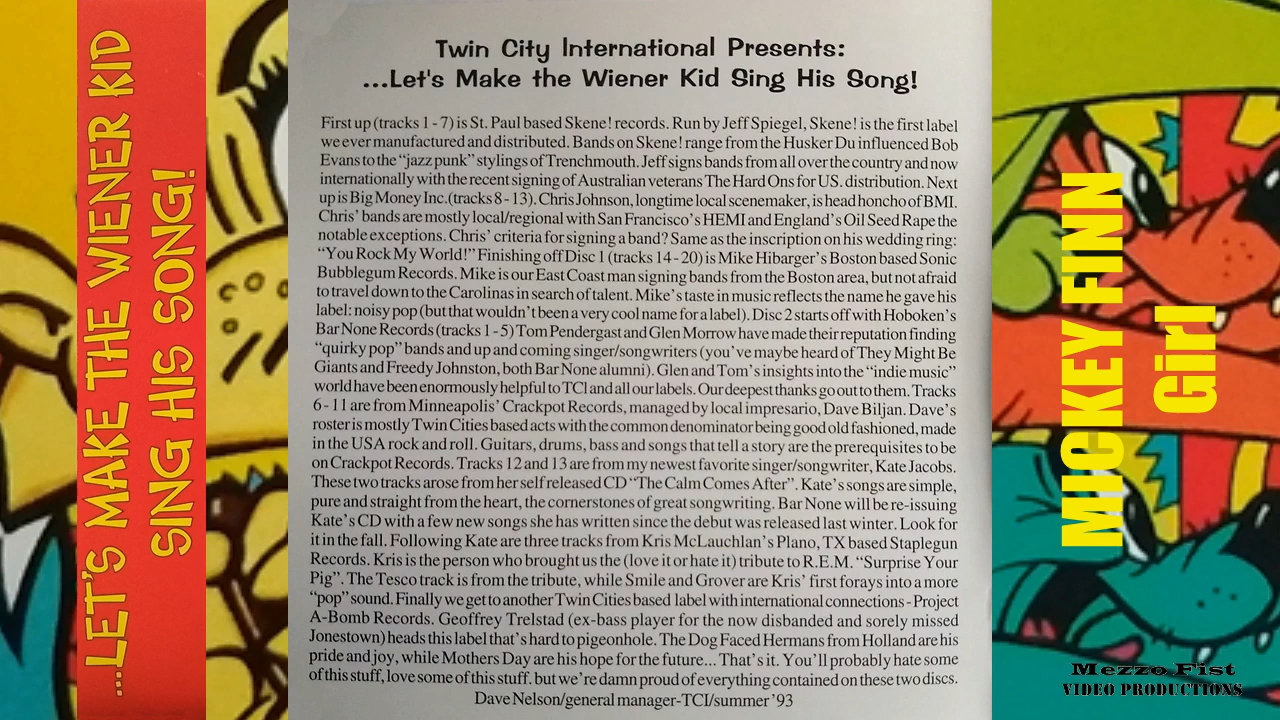 ...LET'S MAKE THE WIENER KID
SING HIS SONG!
Twin City International Presents:
...Let's Make the Wiener Kid Sing His Song!
First up (tracks 1 - 7) is St. Paul based Skene! records. Run by Jeff Spiegel, Skene! is the first label
we ever manufactured and distributed. Bands on Skene! range from the Husker Du influenced Bob
Evans to the “jazz punk” stylings of Trenchmouth. Jeff signs bands from all over the country and now
internationally with the recent signing of Australian veterans The Hard Ons for US. distribution. Next
up is Big Money Inc.(tracks 8 - 13). Chris Johnson, longtime local scenemaker, is head honcho of BMI.
Chris’ bands are mostly local/regional with San Francisco’s HEMI and England’s Oil Seed Rape the
notable exceptions. Chris’ criteria for signing a band? Same as the inscription on his wedding ring:
“You Rock My World!” Finishing off Disc 1 (tracks 14 - 20) is Mike Hibarger’s Boston based Sonic
Bubblegum Records. Mike is our East Coast man signing bands from the Boston area, but not afraid
to travel down to the Carolinas in search of talent. Mike’s taste in music reflects the name he gave his
label: noisy pop (but that wouldn’t been a very cool name for a label). Disc 2 starts off with Hoboken’s
Bar None Records (tracks 1 - 5) Tom Pendergast and Glen Morrow have made their reputation finding
“quirky pop” bands and up and coming singer/songwriters (you’ve maybe heard of They Might Be
Giants and Freedy Johnston, both Bar None alumni). Glen and Tom’s insights into the “indie music”
world have been enormously helpful to TCI and all our labels. Our deepest thanks go out to them. Tracks
6 - 11 are from Minneapolis’ Crackpot Records, managed by local impresario, Dave Biljan. Dave’s
roster is mostly Twin Cities based acts with the common denominator being good old fashioned, made
in the USA rock and roll. Guitars, drums, bass and songs that tell a story are the prerequisites to be
on Crackpot Records. Tracks 12 and 13 are from my newest favorite singer/songwriter, Kate Jacobs.
These two tracks arose from her self released CD “The Calm Comes After”. Kate’s songs are simple,
pure and straight from the heart, the cornerstones of great songwriting. Bar None will be re-issuing
Kate’s CD with a few new songs she has written since the debut was released last winter. Look for
it in the fall. Following Kate are three tracks from Kris McLauchlan’s Plano, TX based Staplegun
Records. Kris is the person who brought us the (love it or hate it) tribute to R.E.M. “Surprise Your
Pig”. The Tesco track is from the tribute, while Smile and Grover are Kris’ first forays into a more
“pop” sound. Finally we get to another Twin Cities based label with international connections - Project
A-Bomb Records. Geoffrey Trelstad (ex-bass player for the now disbanded and sorely missed
Jonestown) heads this label that’s hard to pigeonhole. The Dog Faced Hermans from Holland are his
pride and joy, while Mothers Day are his hope for the future... That’s it. You’ll probably hate some
of this stuff, love some of this stuff. but we’re damn proud of everything contained on these two discs.
Dave Nelson/general manager-TCI/summer ’93
MICKEY FINN
Girl
Mezzo Fist
VIDEO PRODUCTIONS